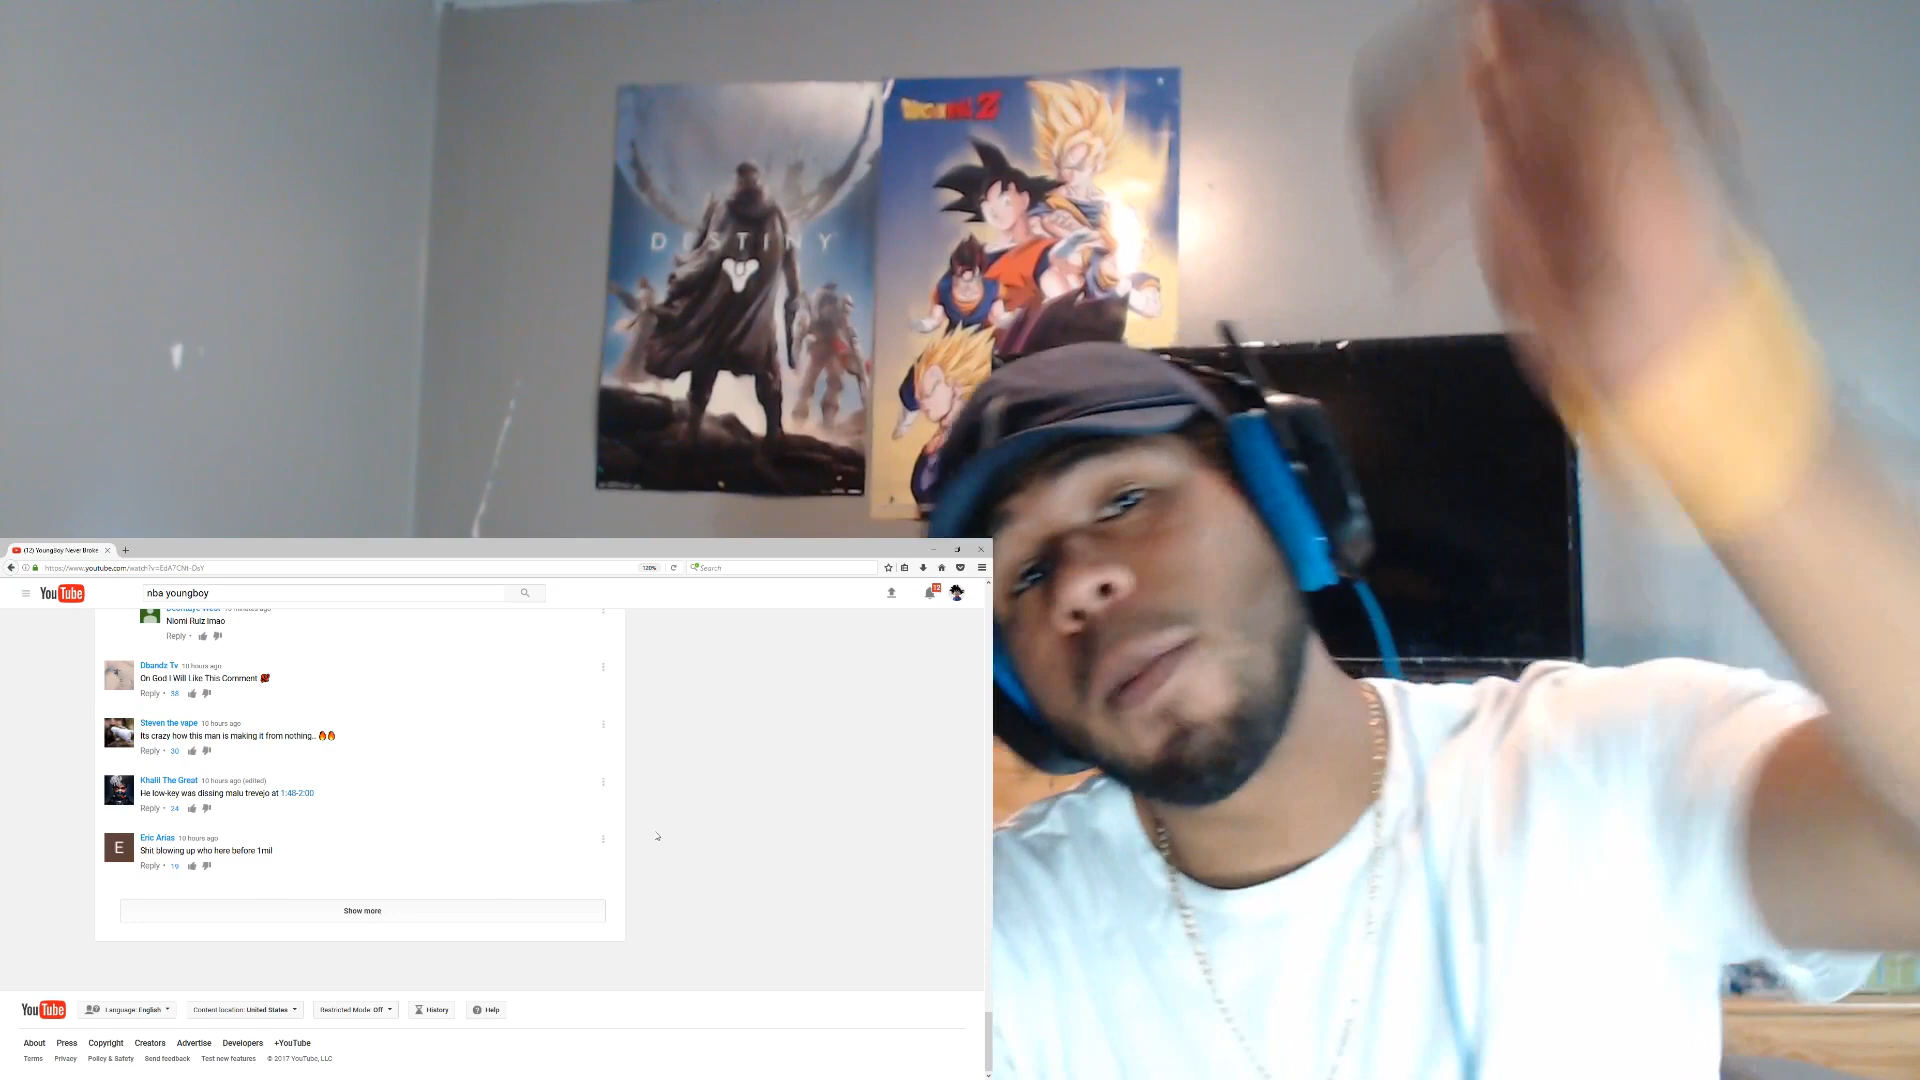 DESTINY
Z
(12) YoungBoy Never Broke
https://www.youtube.com/watch?v=EdA7CNt-DsY
120%
Search
YouTube
nba youngboy
12
Niomi Ruiz lmao
Reply •
Dbandz Tv 10 hours ago
On God I Will Like This Comment
Reply • 38
Steven the vape 10 hours ago
Its crazy how this man is making it from nothing..
Reply • 30
Khalil The Great 10 hours ago (edited)
He low-key was dissing malu trevejo at 1:48-2:00
Reply • 24
E
Eric Arias 10 hours ago
Shit blowing up who here before 1mil
Reply • 19
Show more
YouTube
Language: English
Content location: United States
Restricted Mode: Off
History
Help
About Press Copyright Creators Advertise Developers +YouTube
Terms Privacy Policy & Safety Send feedback Test new features © 2017 YouTube, LLC